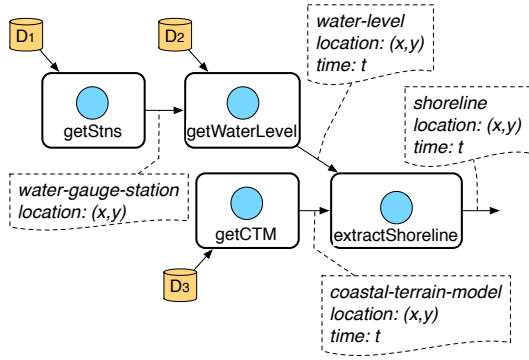 D1
D2
water-level
location: (x,y)
time: t
getStns
getWaterLevel
shoreline
location: (x,y)
time: t
water-gauge-station
location: (x,y)
getCTM
extractShoreline
D3
coastal-terrain-model
location: (x,y)
time: t